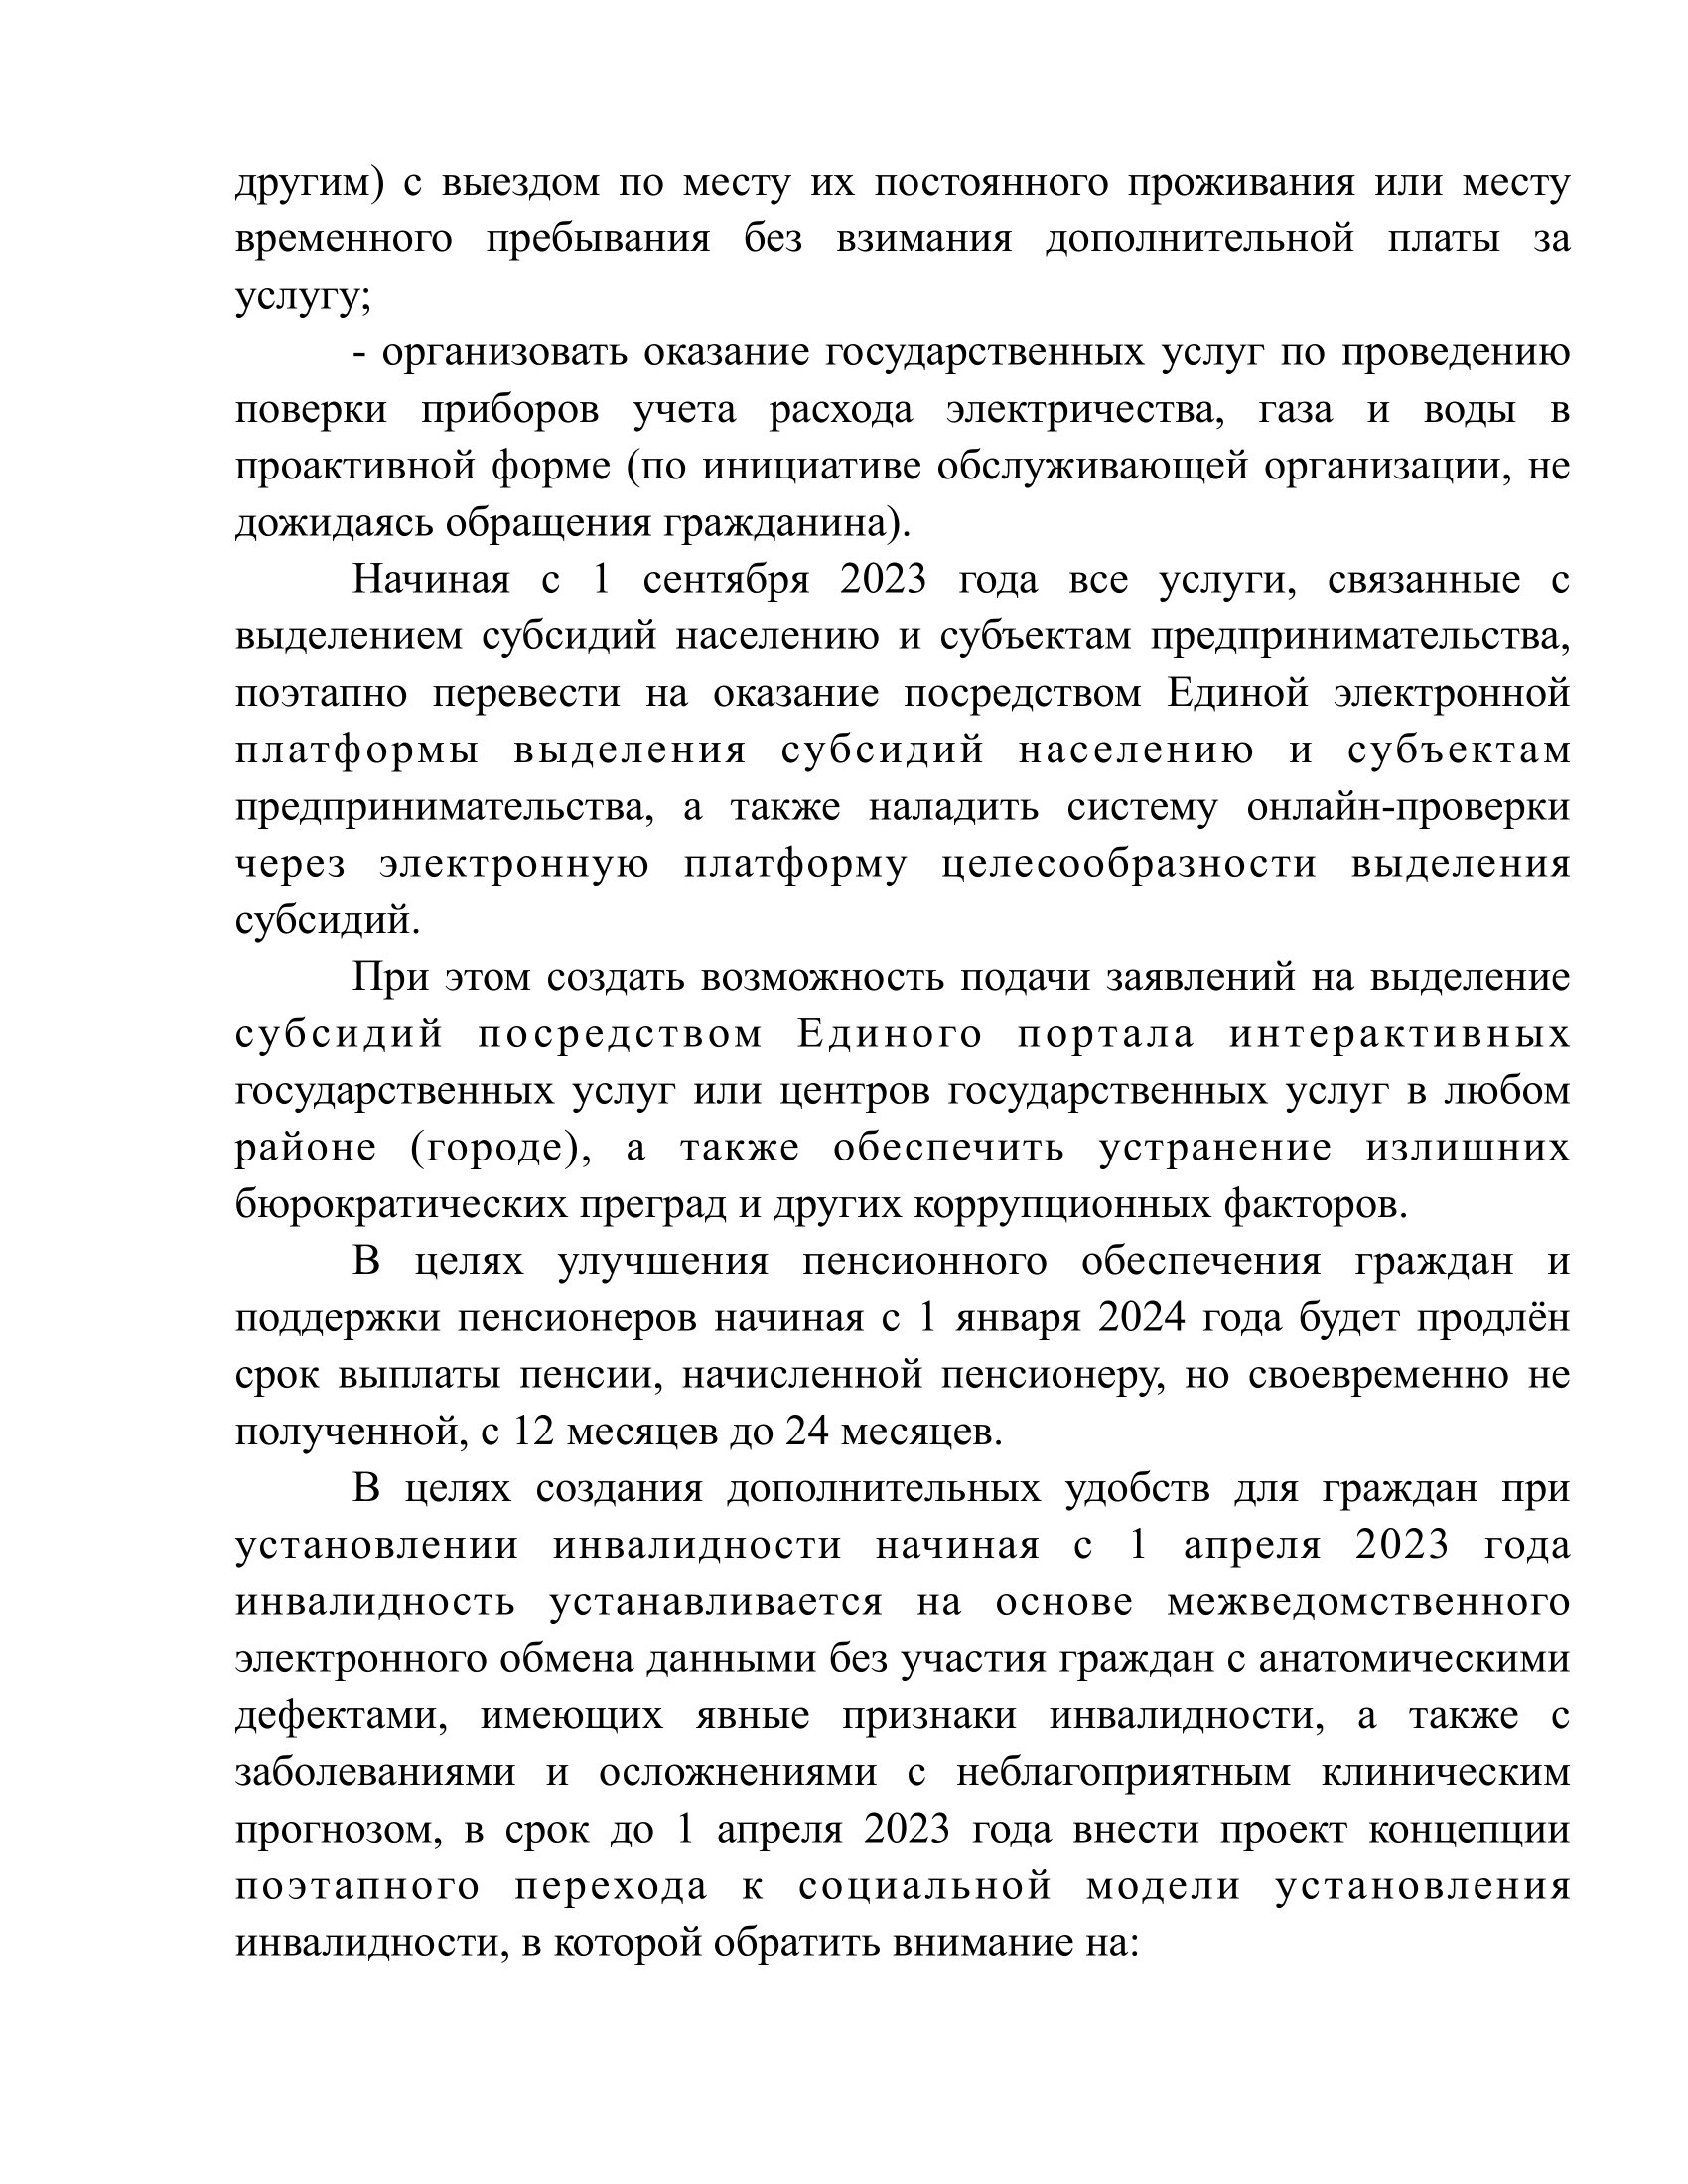 другим) с выездом по месту их постоянного проживания или месту
временного пребывания без взимания дополнительной платы за
услугу;
- организовать оказание государственных услуг по проведению
поверки приборов учета расхода электричества, газа и воды в
проактивной форме (по инициативе обслуживающей организации, не
дожидаясь обращения гражданина).
Начиная с 1 сентября 2023 года все услуги, связанные с
выделением субсидий населению и субъектам предпринимательства,
поэтапно перевести на оказание посредством Единой электронной
платформы выделения субсидий населению и субъектам
предпринимательства, а также наладить систему онлайн-проверки
через электронную платформу целесообразности выделения
субсидий.
При этом создать возможность подачи заявлений на выделение
субсидий посредством Единого портала интерактивных
государственных услуг или центров государственных услуг в любом
районе (городе), а также обеспечить устранение излишних
бюрократических преград и других коррупционных факторов.
В целях улучшения пенсионного обеспечения граждан и
поддержки пенсионеров начиная с 1 января 2024 года будет продлён
срок выплаты пенсии, начисленной пенсионеру, но своевременно не
полученной, с 12 месяцев до 24 месяцев.
В целях создания дополнительных удобств для граждан при
установлении инвалидности начиная с 1 апреля 2023 года
инвалидность устанавливается на основе межведомственного
электронного обмена данными без участия граждан с анатомическими
дефектами, имеющих явные признаки инвалидности, а также с
заболеваниями и осложнениями с неблагоприятным клиническим
прогнозом, в срок до 1 апреля 2023 года внести проект концепции
поэтапного перехода к социальной модели установления
инвалидности, в которой обратить внимание на: